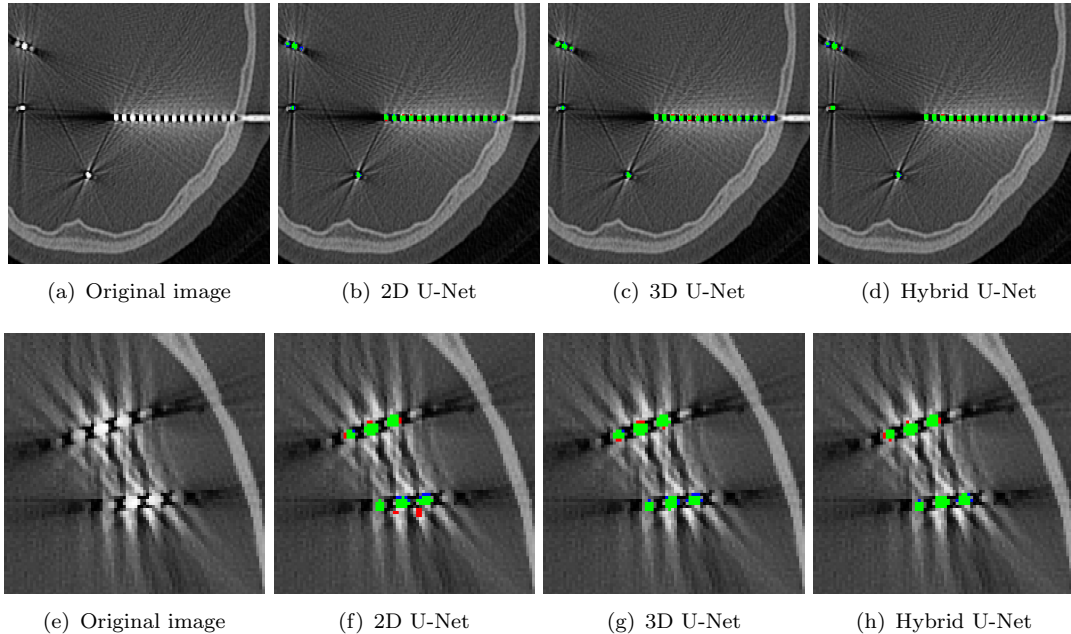 (a) Original image
(b) 2D U-Net
(c) 3D U-Net
(d) Hybrid U-Net
(e) Original image
(f) 2D U-Net
(g) 3D U-Net
(h) Hybrid U-Net